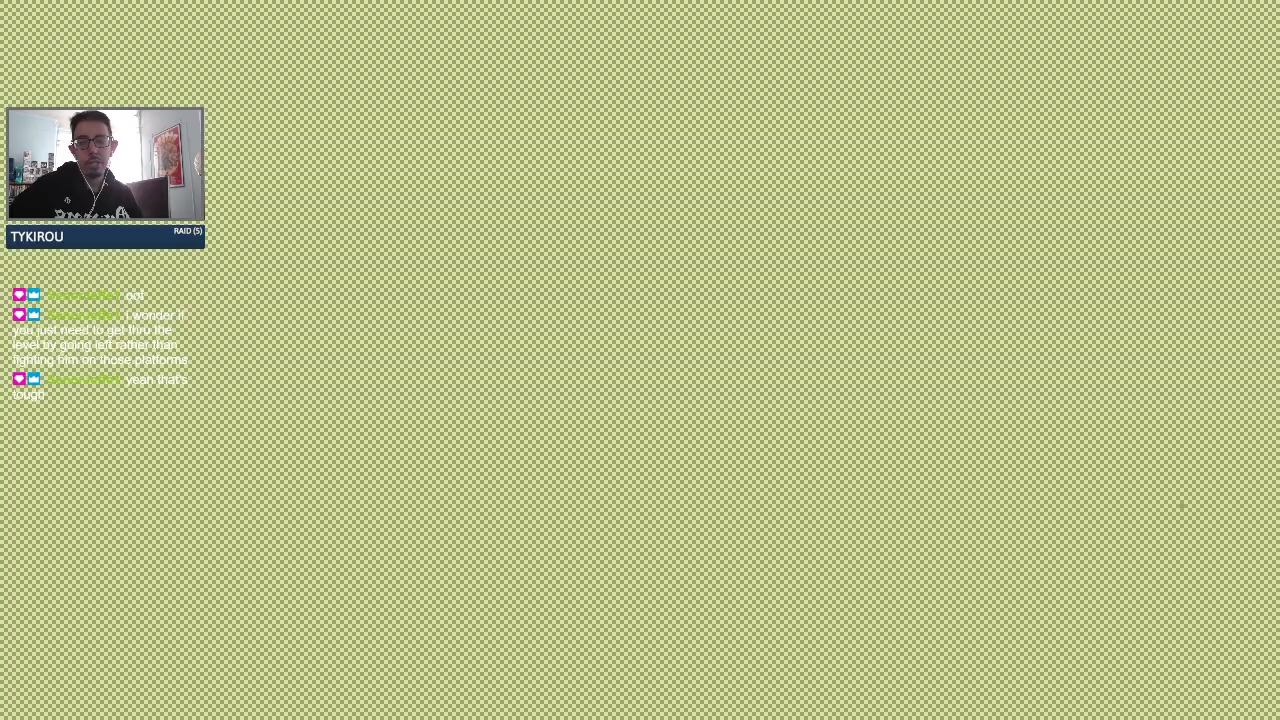 TYKIROU
RAID (5)
oof
i wonder if
you just need to get thru the
level by going left rather than
fighting him on those platforms
yeah that's
tough